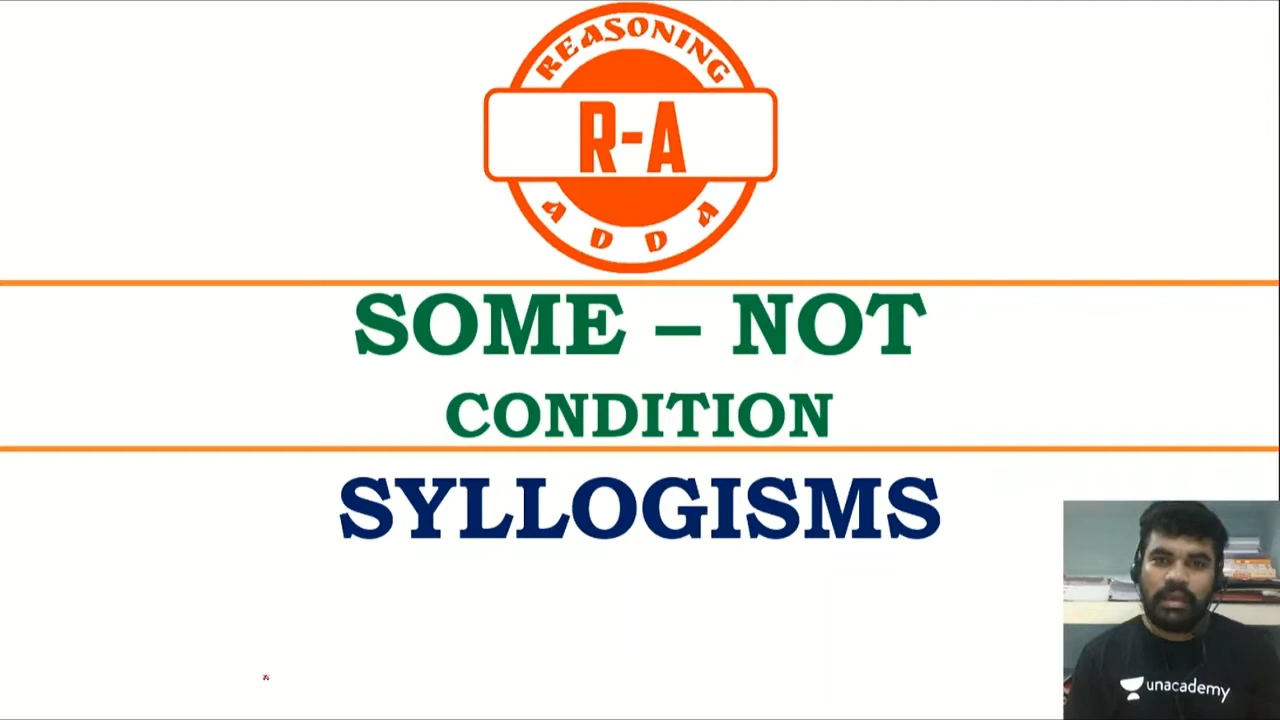 REASONING
R-A
ADDA
SOME – NOT
CONDITION
SYLLOGISMS
unacademy